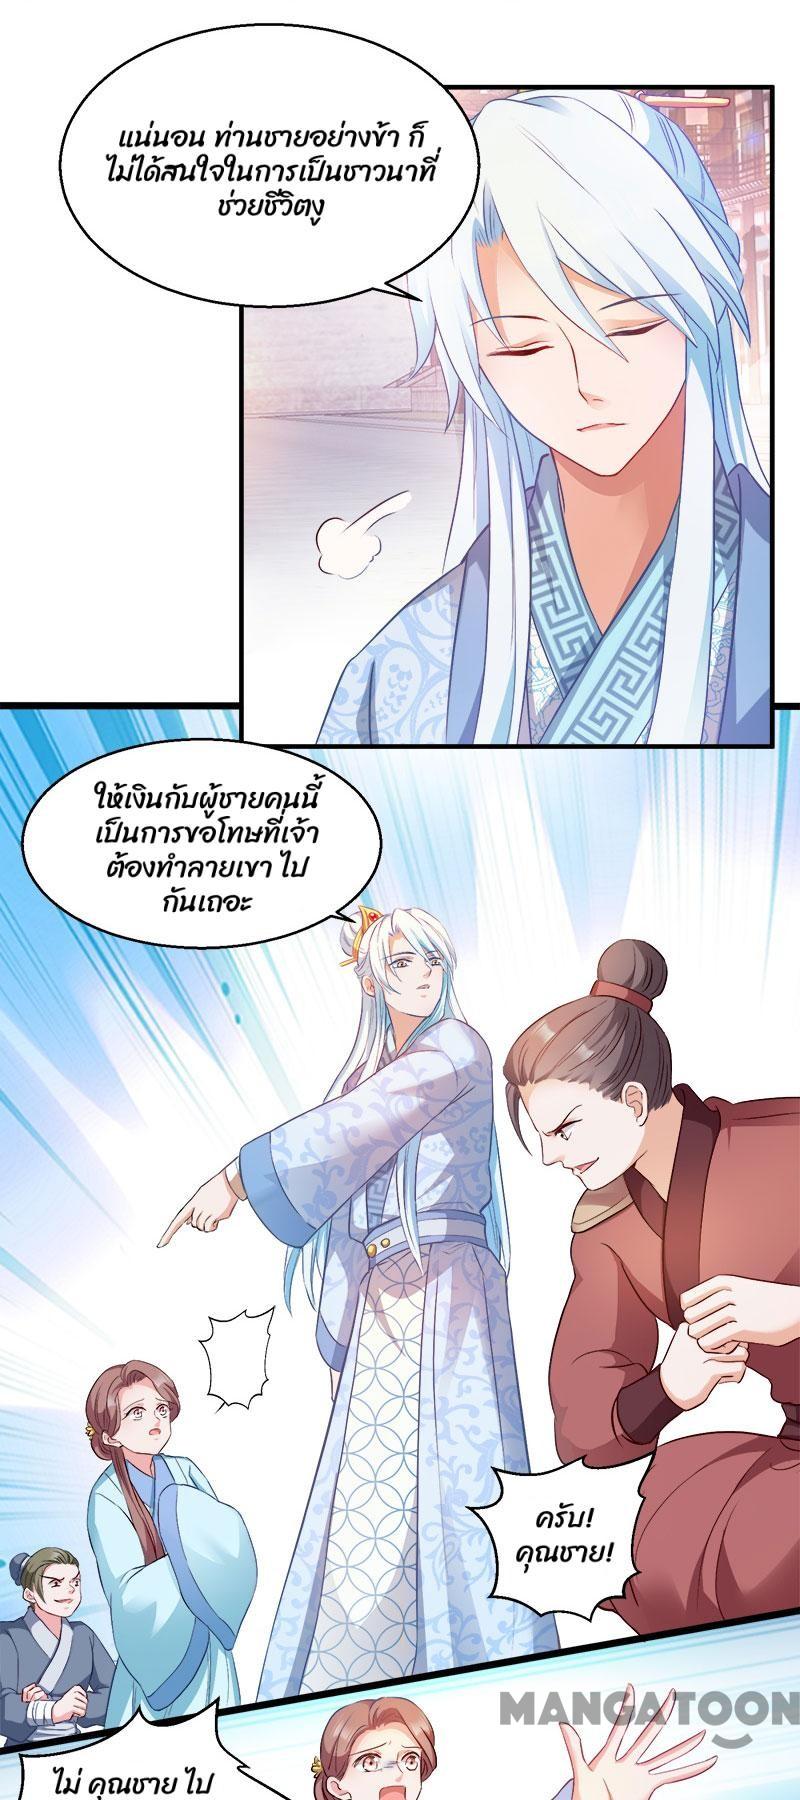 แน่นอน ท่านชายอย่างข้า ก็
ไม่ได้สนใจในการเป็นชาวนาที่
ช่วยชีวิตงู
ให้เงินกับผู้ชายคนนี้
เป็นการขอโทษที่เจ้า
ต้องทำลายเขา ไป
กันเถอะ
ครับ!
คุณชาย!
MANGATOON
ไม่ คุณชาย ไป